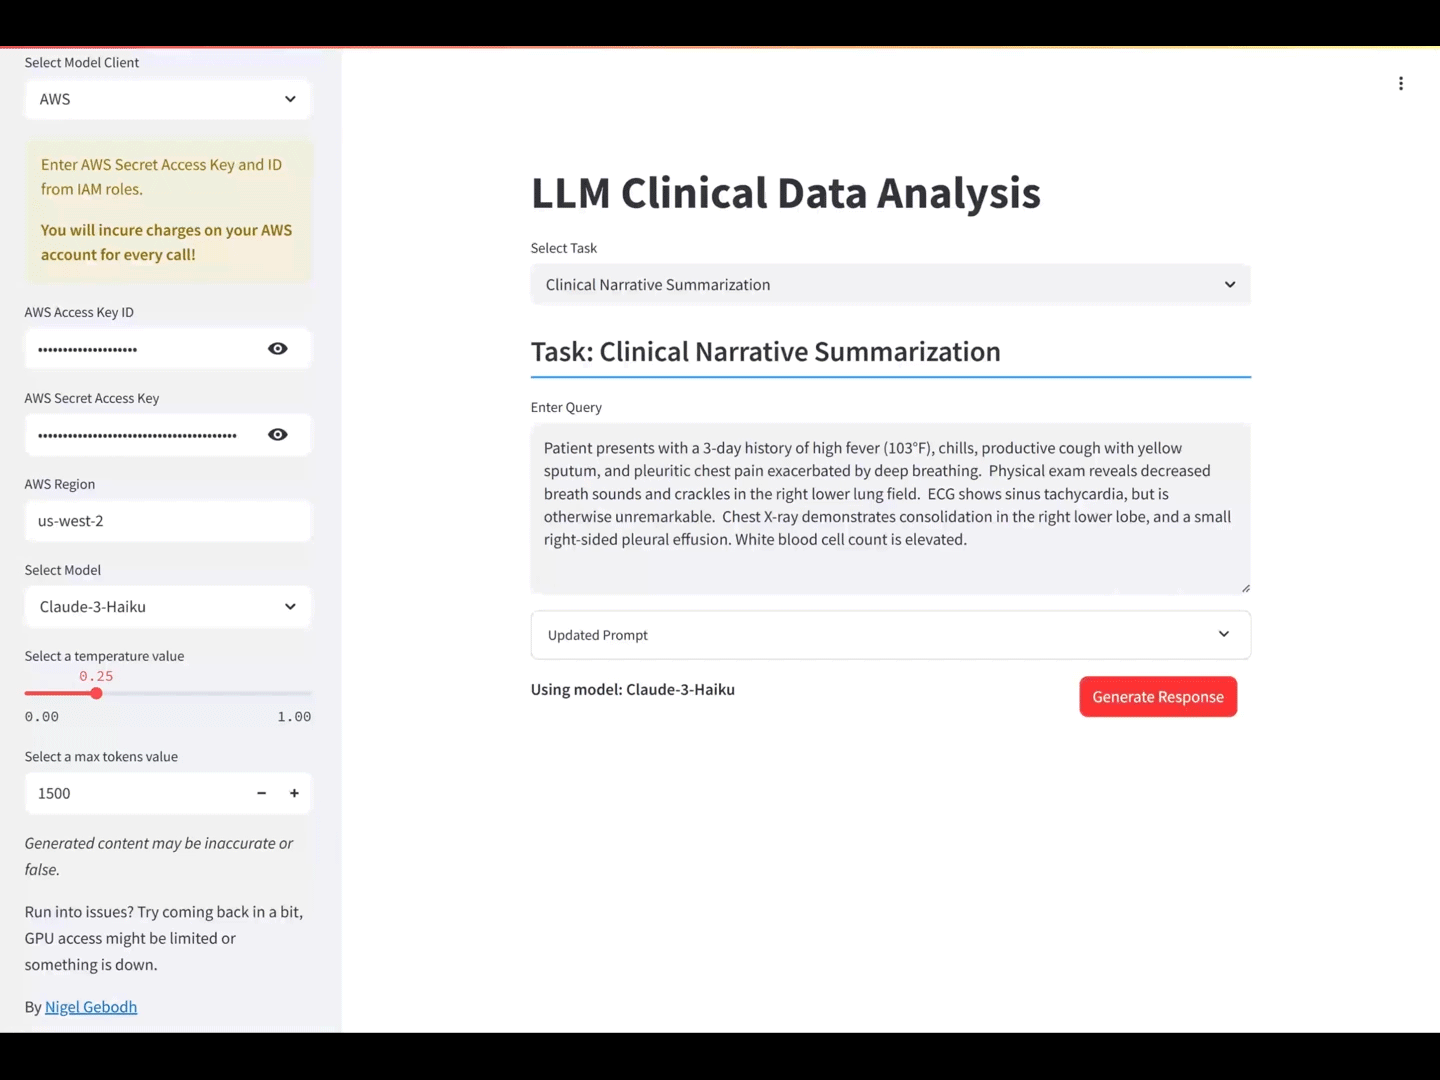 Select Model Client
AWS
Enter AWS Secret Access Key and ID
from IAM roles.
You will incure charges on your AWS
account for every call!
AWS Access Key ID
••••••••••••••••••••
AWS Secret Access Key
••••••••••••••••••••••••••••••••••••••••
AWS Region
us-west-2
Select Model
Claude-3-Haiku
Select a temperature value
0.25
0.00 1.00
Select a max tokens value
1500
Generated content may be inaccurate or
false.
Run into issues? Try coming back in a bit,
GPU access might be limited or
something is down.
By Nigel Gebodh
LLM Clinical Data Analysis
Select Task
Clinical Narrative Summarization
Task: Clinical Narrative Summarization
Enter Query
Patient presents with a 3-day history of high fever (103°F), chills, productive cough with yellow
sputum, and pleuritic chest pain exacerbated by deep breathing.  Physical exam reveals decreased
breath sounds and crackles in the right lower lung field.  ECG shows sinus tachycardia, but is
otherwise unremarkable.  Chest X-ray demonstrates consolidation in the right lower lobe, and a small
right-sided pleural effusion. White blood cell count is elevated.
Updated Prompt
Using model: Claude-3-Haiku
Generate Response